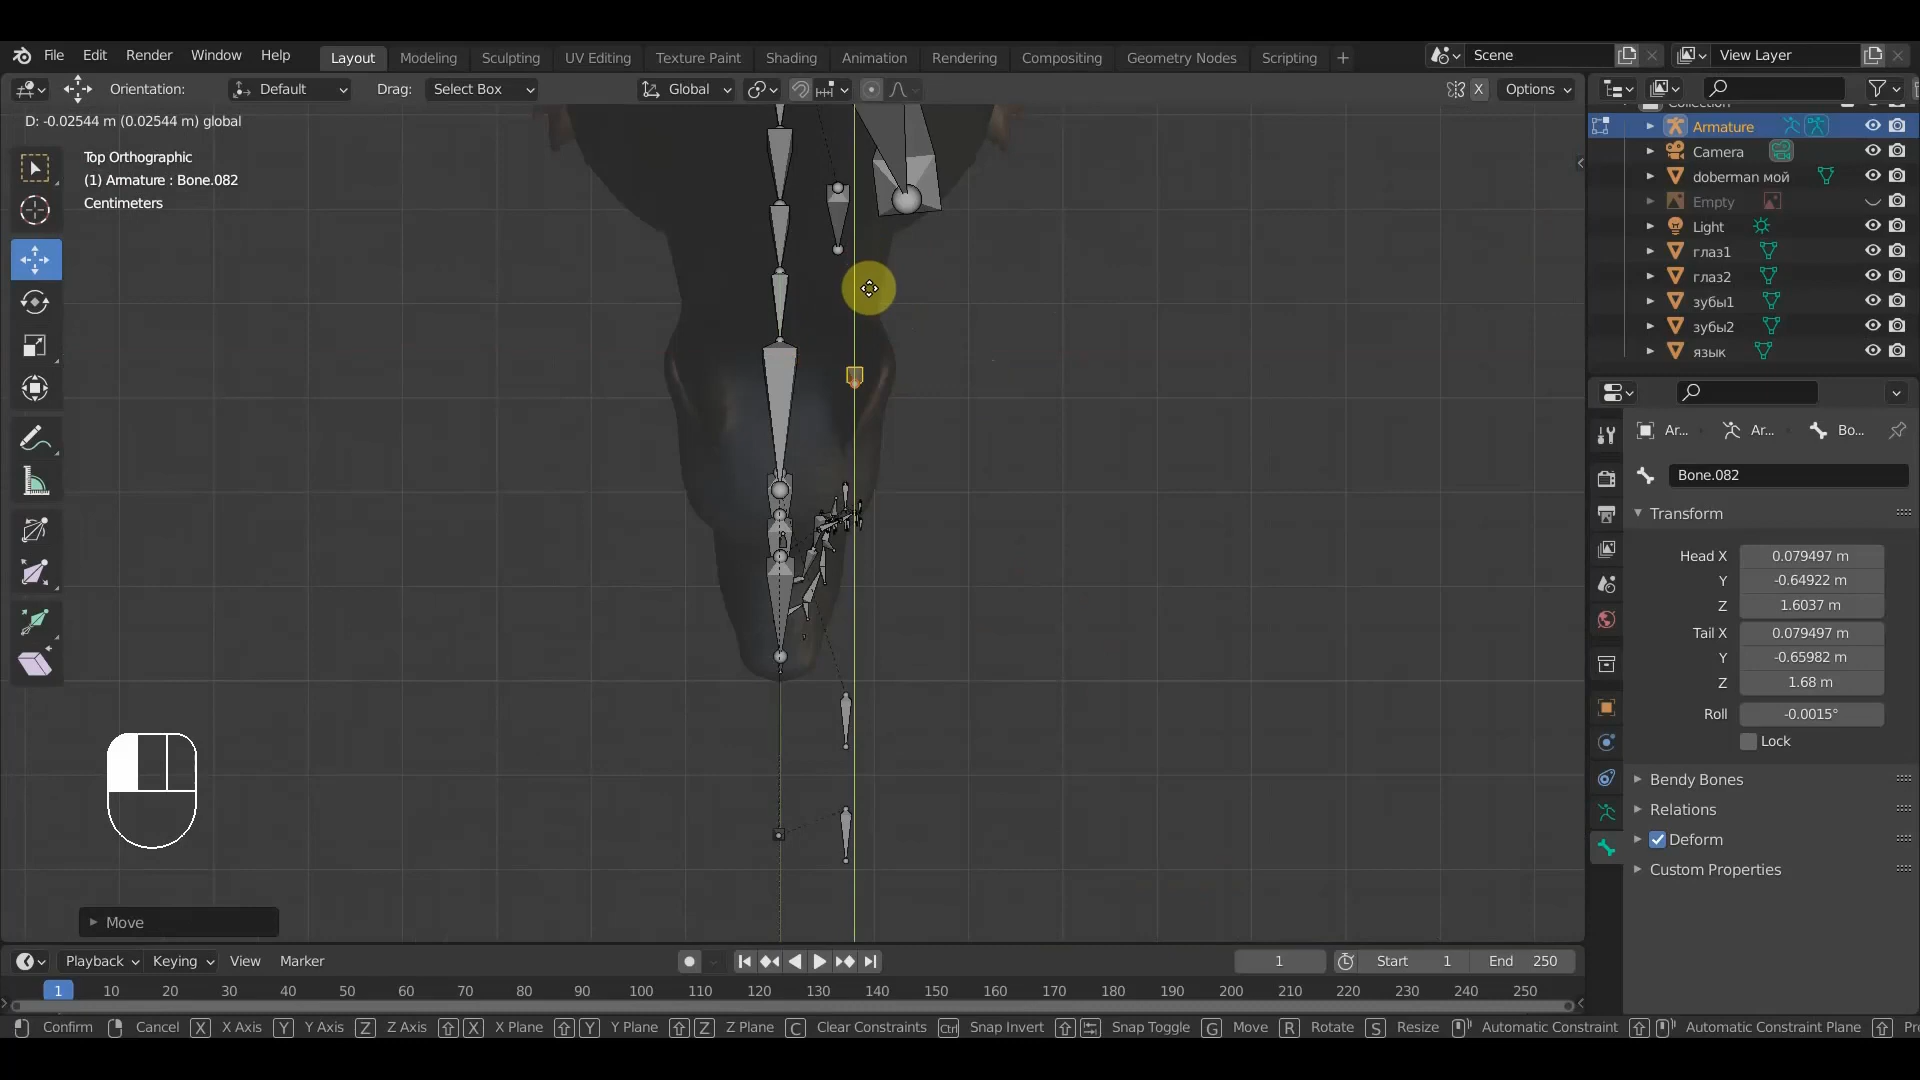 File Edit Render Window Help Layout Modeling Sculpting UV Editing Texture Paint Shading Animation Rendering Compositing Geometry Nodes Scripting + Scene View Layer
Orientation: Default Drag: Select Box Global X Options
D: -0.02544 m (0.02544 m) global
Top Orthographic
(1) Armature : Bone.082
Centimeters
Collection
Armature
Camera
doberman мой
Empty
Light
глаз1
глаз2
зубы1
зубы2
язык
Ar... Ar... Bo...
Bone.082
Transform
Head X 0.079497 m
Y -0.64922 m
Z 1.6037 m
Tail X 0.079497 m
Y -0.65982 m
Z 1.68 m
Roll -0.0015°
Lock
Bendy Bones
Relations
Deform
Custom Properties
Move
Playback Keying View Marker 1 Start 1 End 250
1 10 20 30 40 50 60 70 80 90 100 110 120 130 140 150 160 170 180 190 200 210 220 230 240 250
Confirm Cancel X X Axis Y Y Axis Z Z Axis X X Plane Y Y Plane Z Z Plane C Clear Constraints Ctrl Snap Invert Snap Toggle G Move R Rotate S Resize Automatic Constraint Automatic Constraint Plane